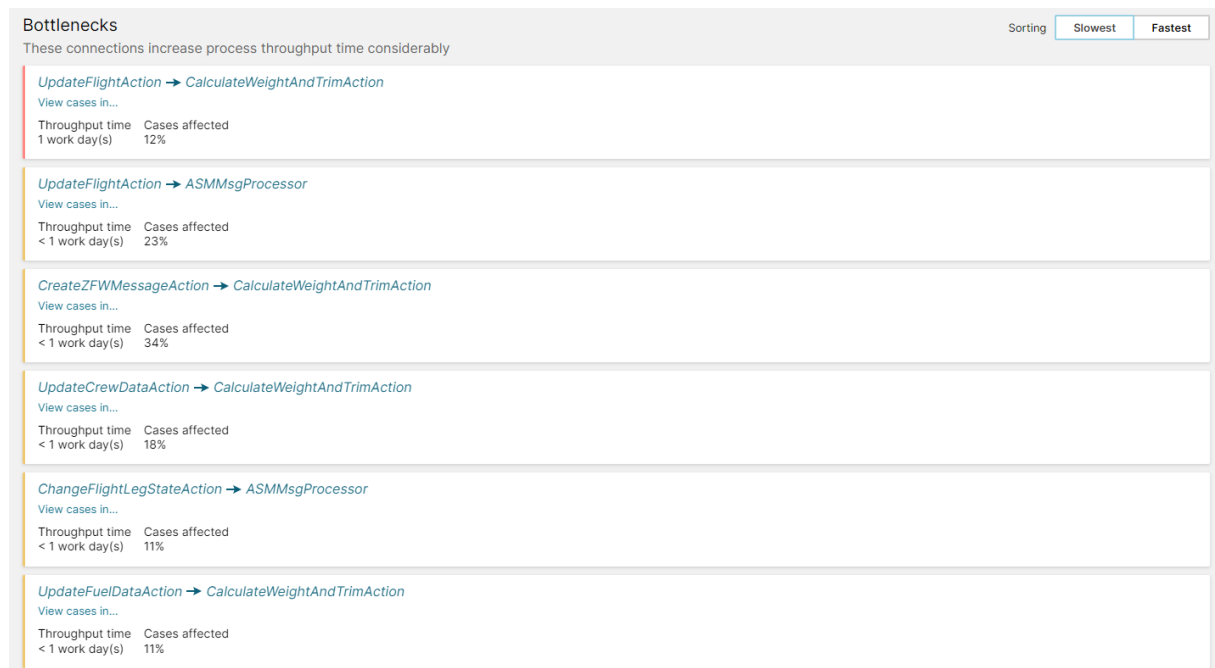 Bottlenecks
Sorting Slowest Fastest
These connections increase process throughput time considerably
UpdateFlightAction → CalculateWeightAndTrimAction
View cases in...
Throughput time Cases affected
1 work day(s) 12%
UpdateFlightAction → ASMMsgProcessor
View cases in...
Throughput time Cases affected
< 1 work day(s) 23%
CreateZFWMessageAction → CalculateWeightAndTrimAction
View cases in...
Throughput time Cases affected
< 1 work day(s) 34%
UpdateCrewDataAction → CalculateWeightAndTrimAction
View cases in...
Throughput time Cases affected
< 1 work day(s) 18%
ChangeFlightLegStateAction → ASMMsgProcessor
View cases in...
Throughput time Cases affected
< 1 work day(s) 11%
UpdateFuelDataAction → CalculateWeightAndTrimAction
View cases in...
Throughput time Cases affected
< 1 work day(s) 11%